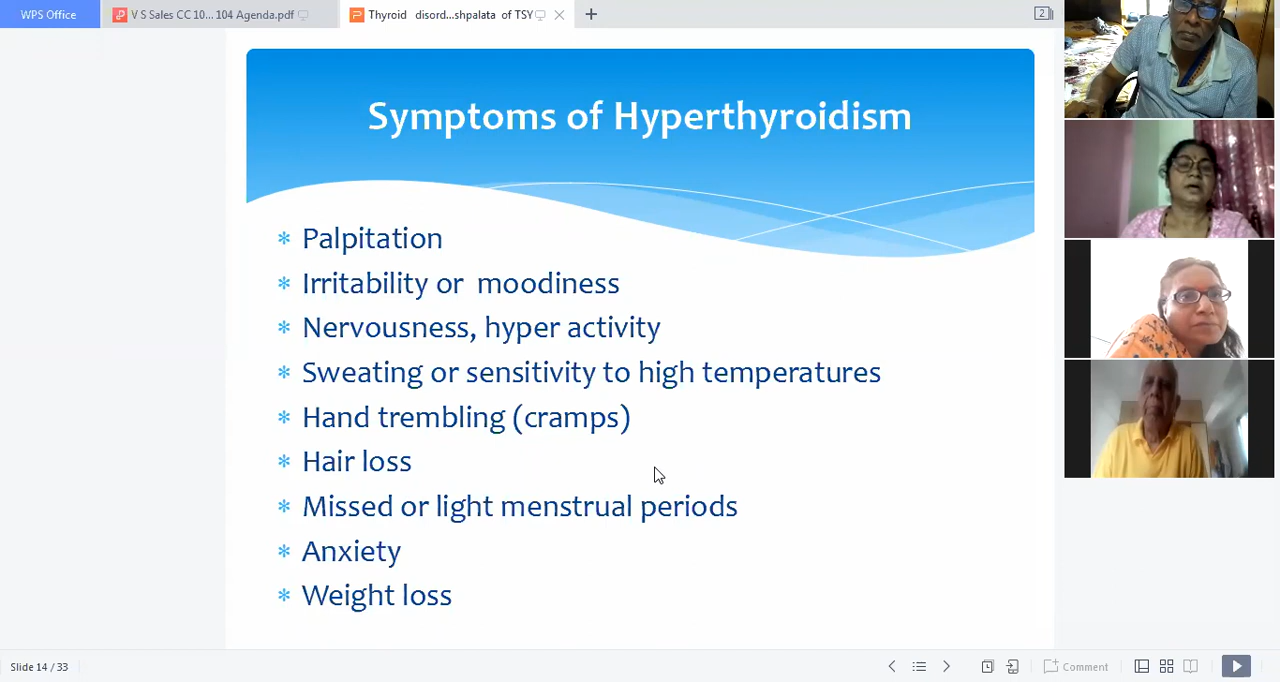 WPS Office
V S Sales CC 10... 104 Agenda.pdf
Thyroid disord...shpalata of TSY
2
Symptoms of Hyperthyroidism
* Palpitation
* Irritability or moodiness
* Nervousness, hyper activity
* Sweating or sensitivity to high temperatures
* Hand trembling (cramps)
* Hair loss
* Missed or light menstrual periods
* Anxiety
* Weight loss
Slide 14 / 33
Comment